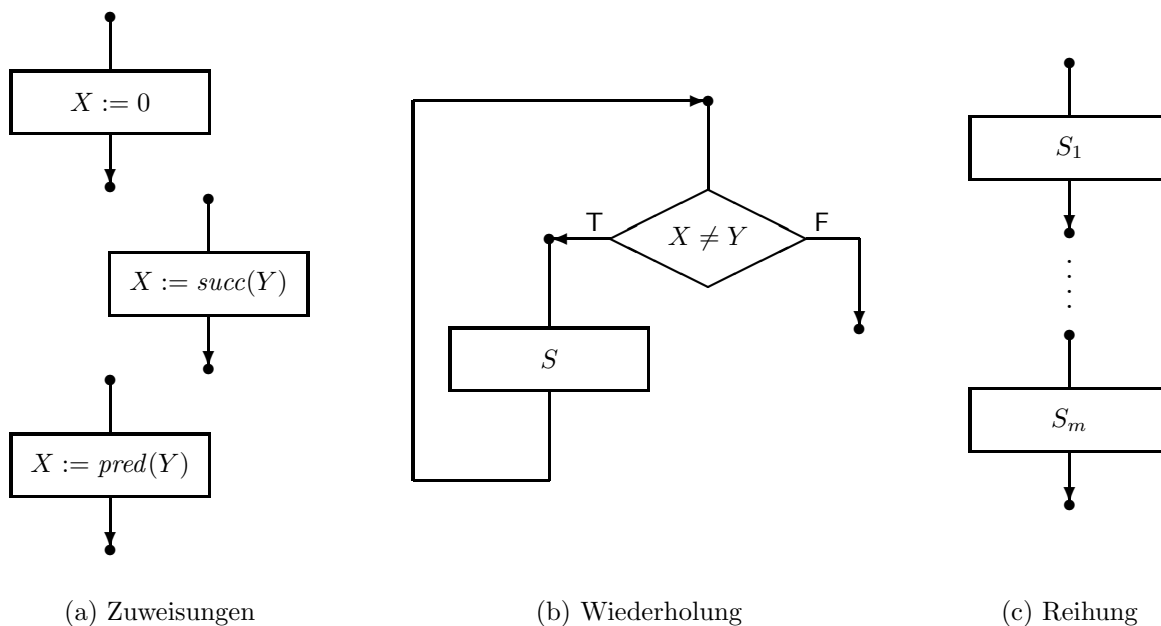 X := 0
X := succ(Y)
X := pred(Y)
(a) Zuweisungen
T
X ≠ Y
F
S
(b) Wiederholung
S₁
Sₘ
(c) Reihung